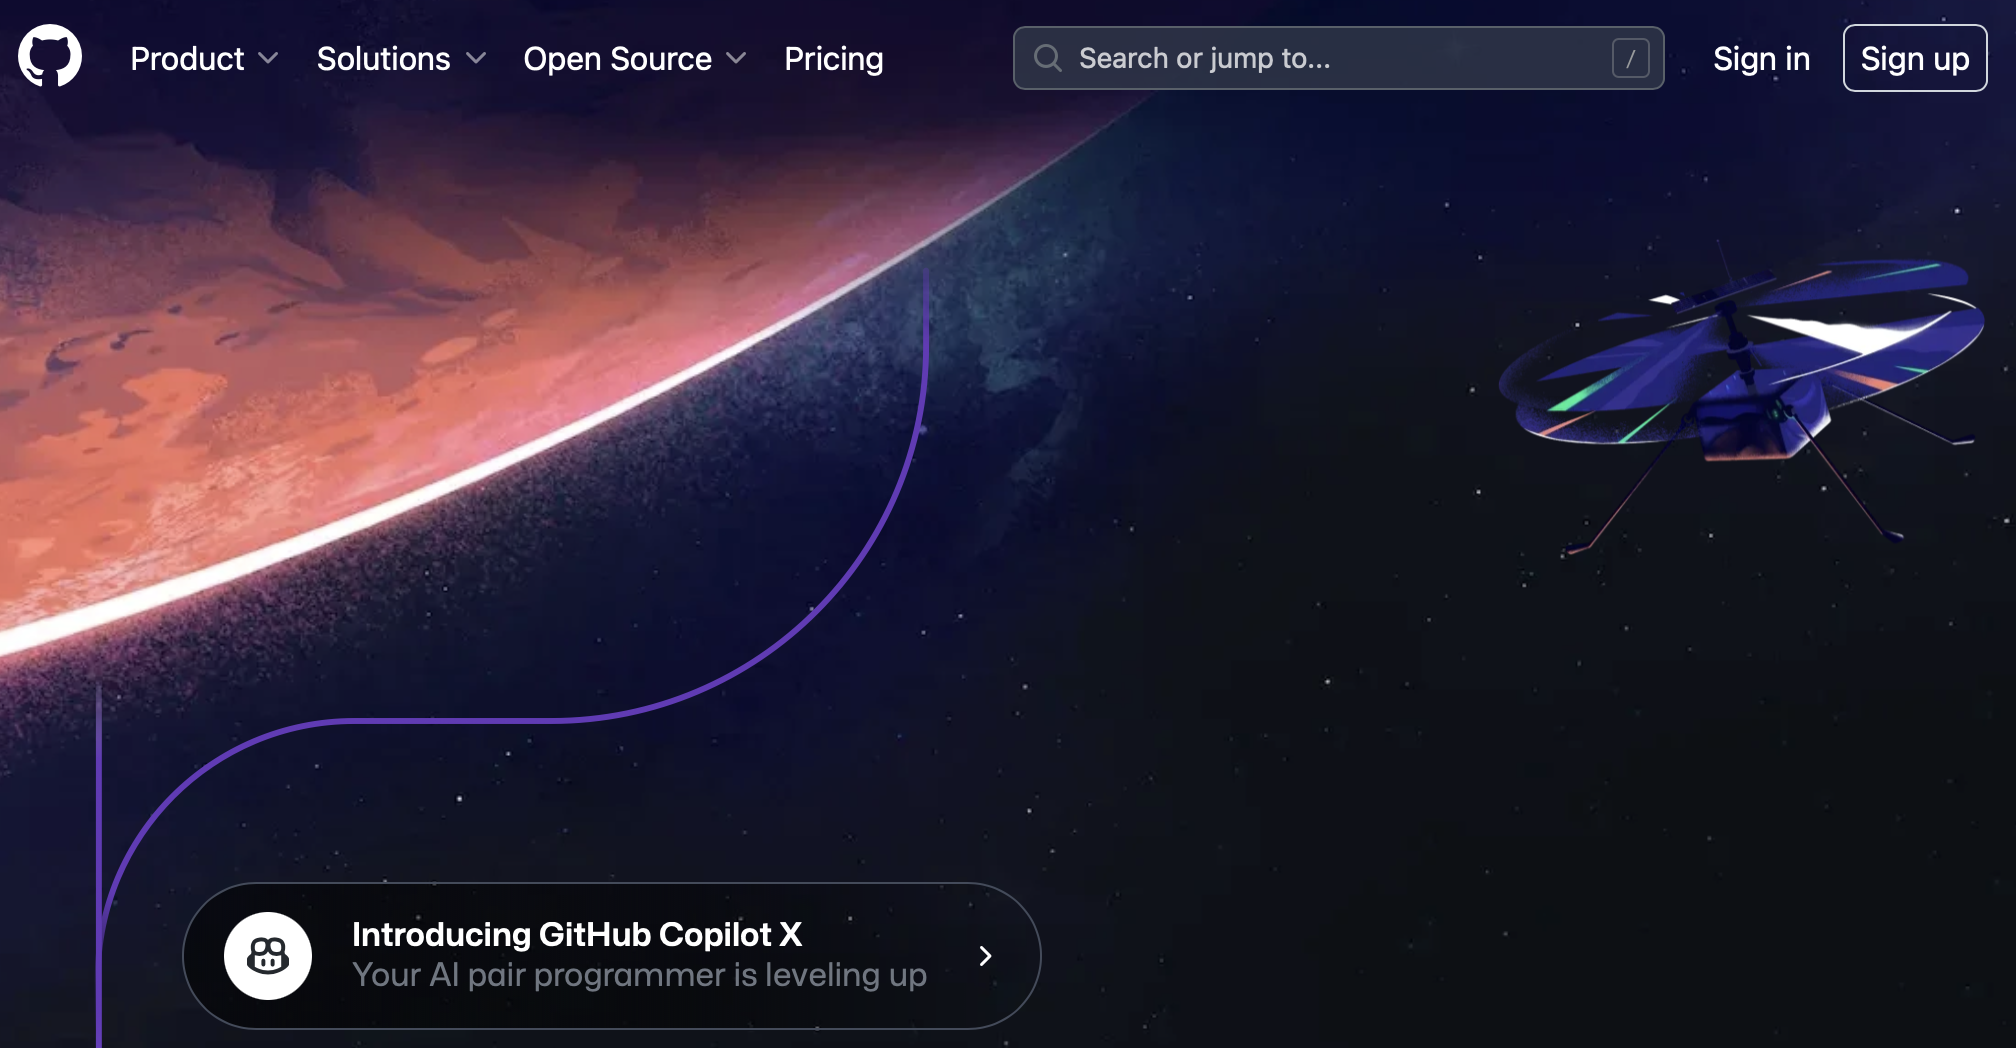 Product Solutions Open Source Pricing Search or jump to... / Sign in Sign up
Introducing GitHub Copilot X
Your AI pair programmer is leveling up